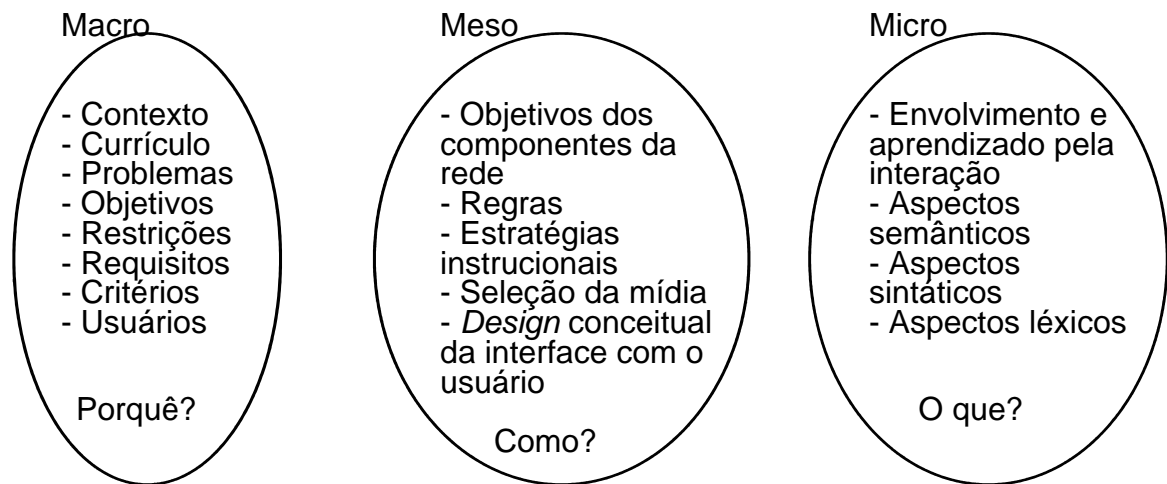 Macro
- Contexto
- Currículo
- Problemas
- Objetivos
- Restrições
- Requisitos
- Critérios
- Usuários
Porquê?
Meso
- Objetivos dos
componentes da
rede
- Regras
- Estratégias
instrucionais
- Seleção da mídia
- Design conceitual
da interface com o
usuário
Como?
Micro
- Envolvimento e
aprendizado pela
interação
- Aspectos
semânticos
- Aspectos
sintáticos
- Aspectos léxicos
O que?